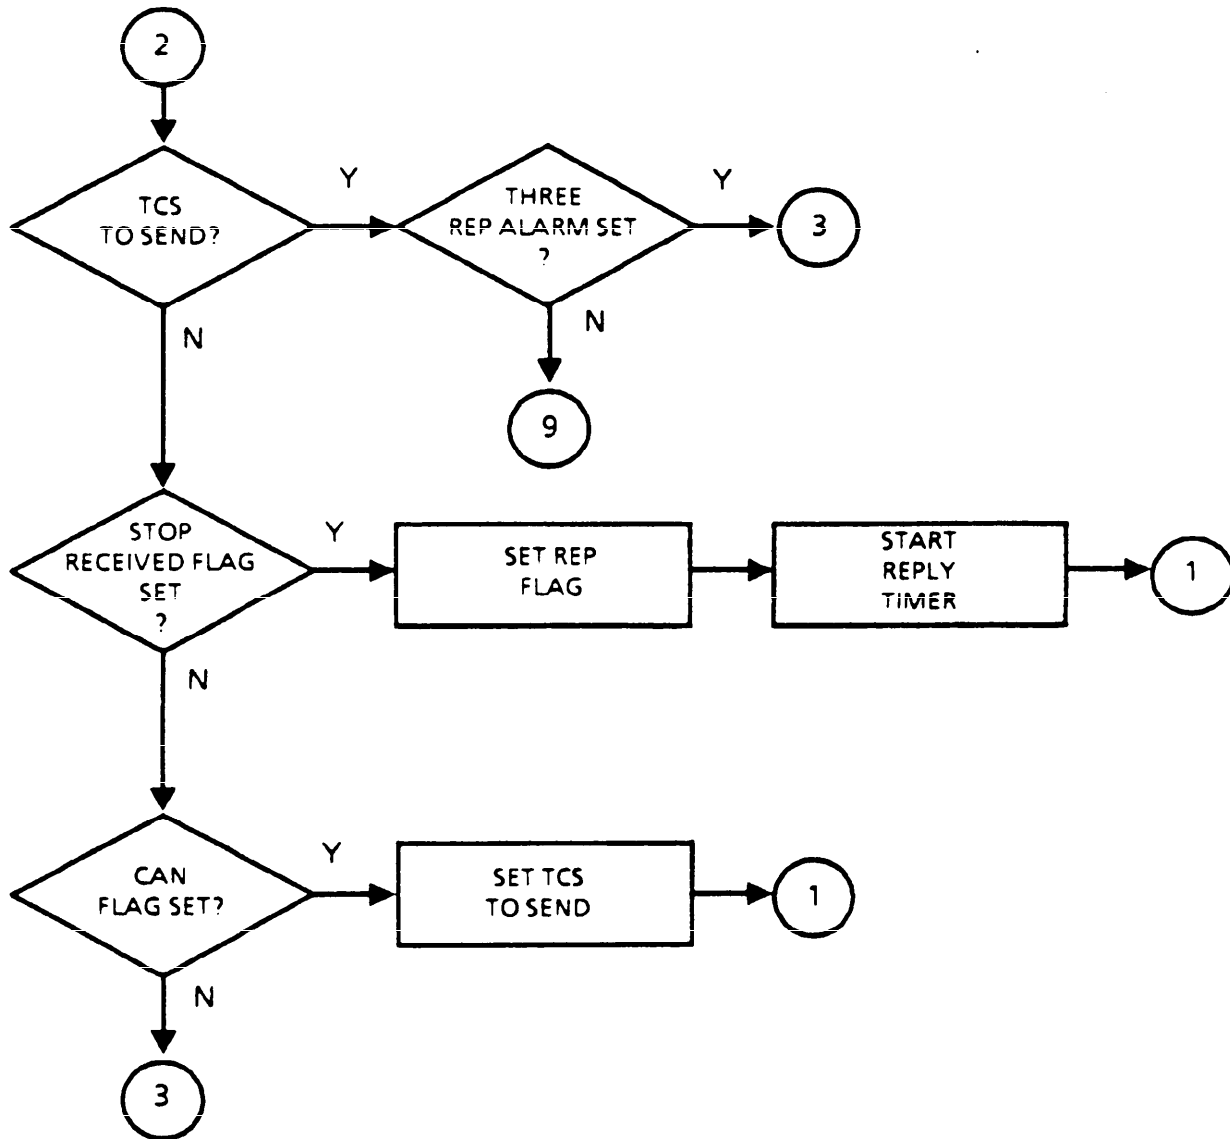 2
TCS
TO SEND?
Y
THREE
REP ALARM SET
?
Y
3
N
N
9
STOP
RECEIVED FLAG
SET
?
Y
SET REP
FLAG
START
REPLY
TIMER
1
N
CAN
FLAG SET?
Y
SET TCS
TO SEND
1
N
3